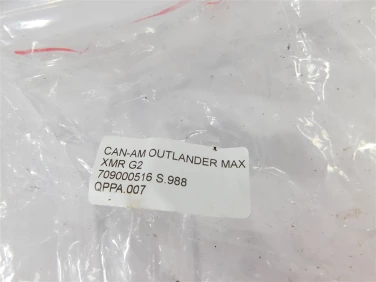 CAN-AM OUTLANDER MAX
XMR G2
709000516 S.988
QPPA.007